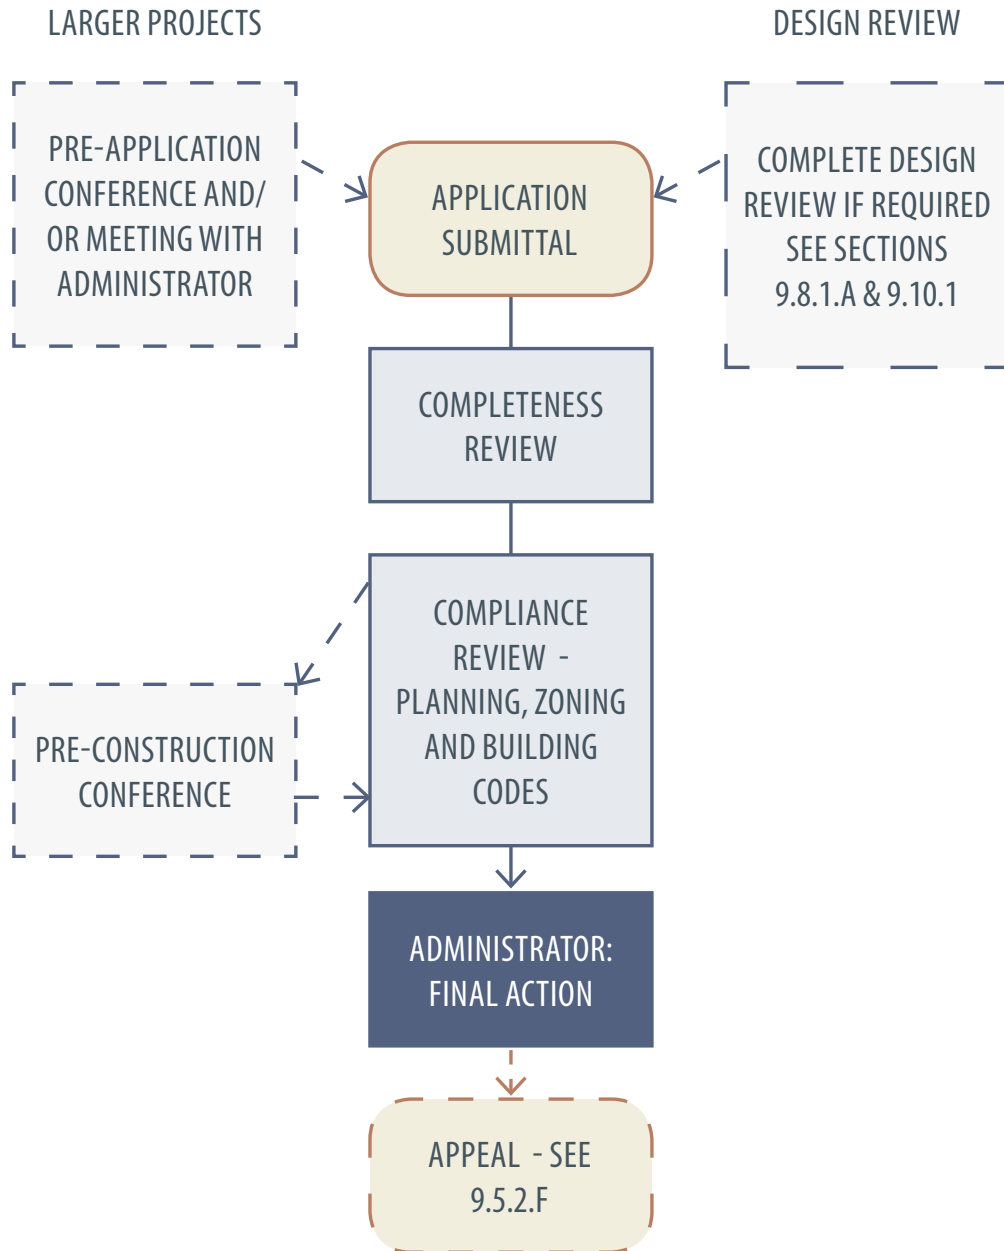 LARGER PROJECTS
DESIGN REVIEW
PRE-APPLICATION
CONFERENCE AND/
OR MEETING WITH
ADMINISTRATOR
APPLICATION
SUBMITTAL
COMPLETE DESIGN
REVIEW IF REQUIRED
SEE SECTIONS
9.8.1.A & 9.10.1
COMPLETENESS
REVIEW
COMPLIANCE
REVIEW -
PLANNING, ZONING
AND BUILDING
CODES
PRE-CONSTRUCTION
CONFERENCE
ADMINISTRATOR:
FINAL ACTION
APPEAL - SEE
9.5.2.F